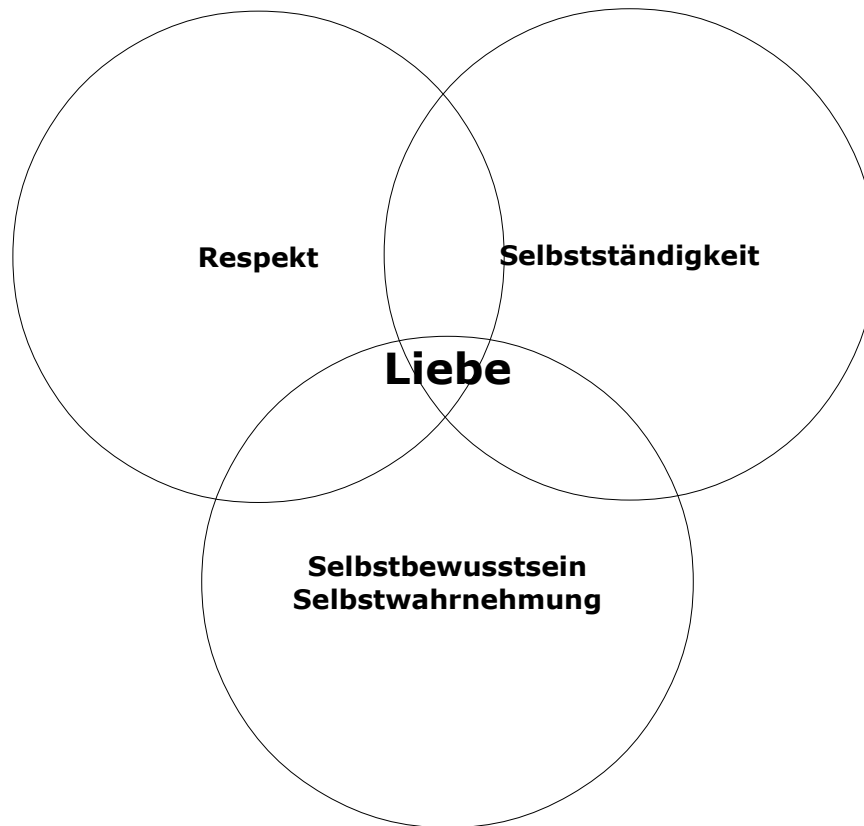 Respekt
Selbstständigkeit
Liebe
Selbstbewusstsein
Selbstwahrnehmung